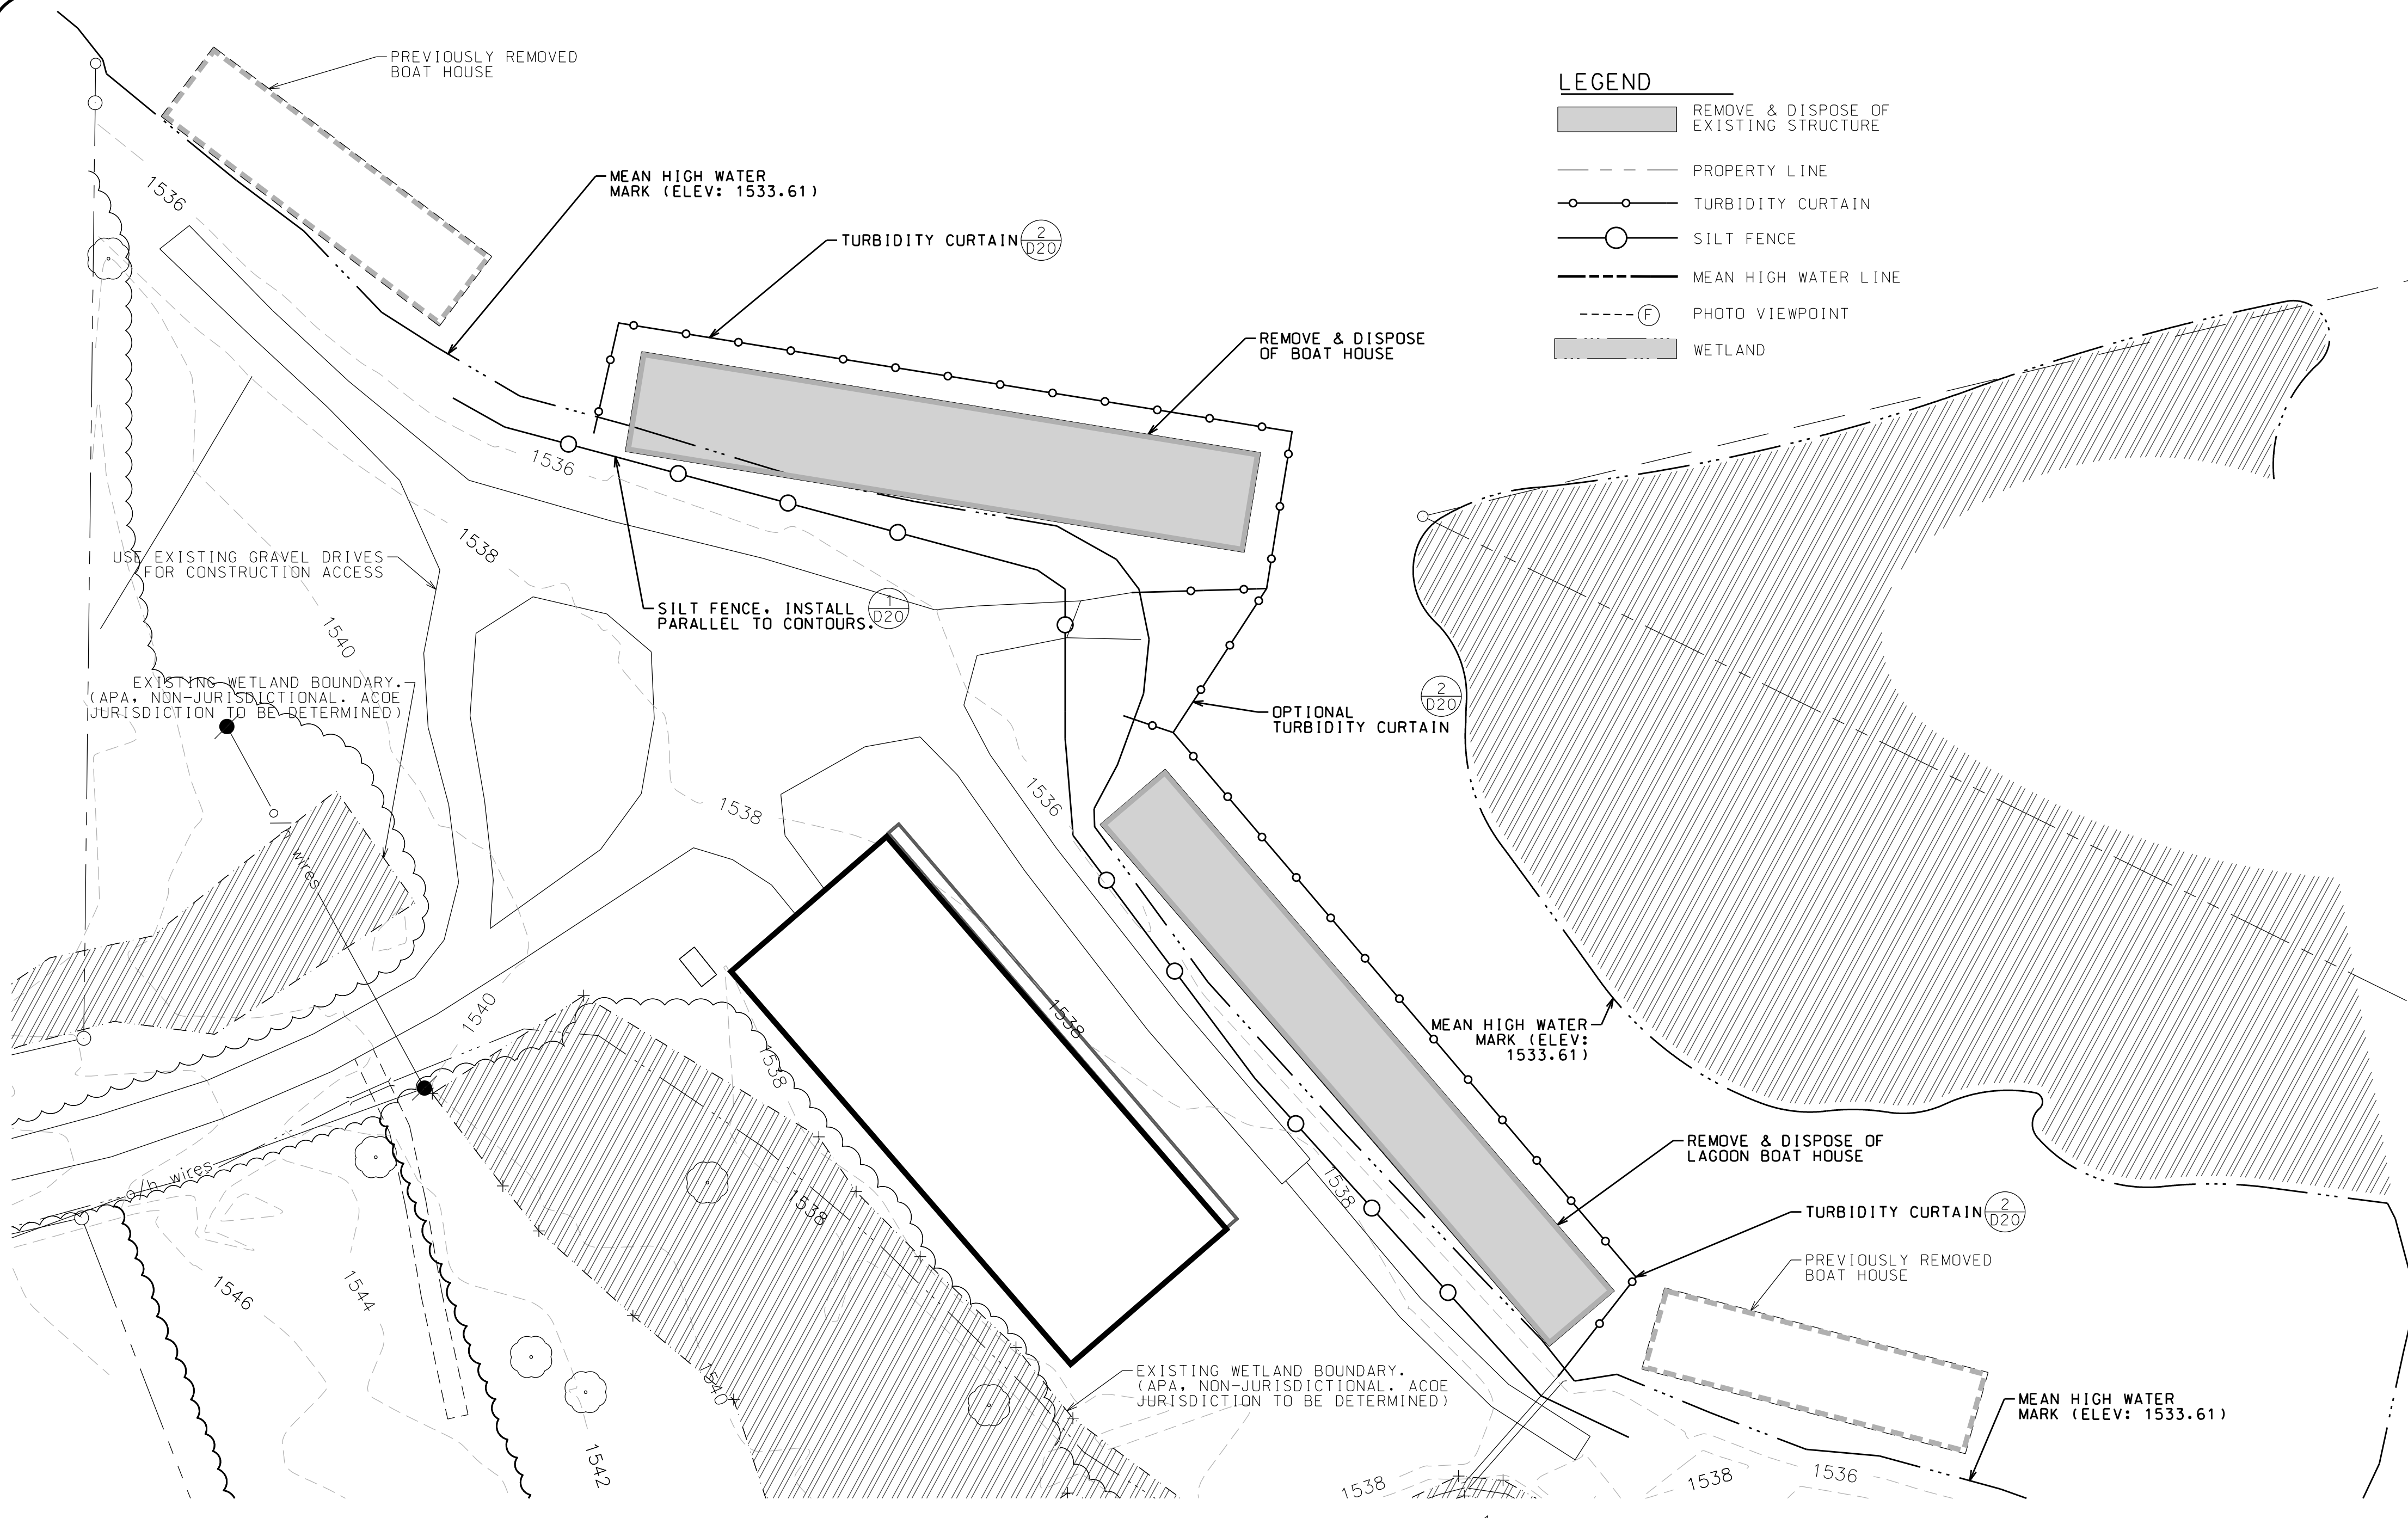 PREVIOUSLY REMOVED
BOAT HOUSE
LEGEND
REMOVE & DISPOSE OF
EXISTING STRUCTURE
PROPERTY LINE
TURBIDITY CURTAIN
SILT FENCE
MEAN HIGH WATER LINE
F
PHOTO VIEWPOINT
WETLAND
1536
MEAN HIGH WATER
MARK (ELEV: 1533.61)
TURBIDITY CURTAIN
2
D20
REMOVE & DISPOSE
OF BOAT HOUSE
1536
1538
USE EXISTING GRAVEL DRIVES
FOR CONSTRUCTION ACCESS
SILT FENCE, INSTALL
PARALLEL TO CONTOURS.
1
D20
1540
EXISTING WETLAND BOUNDARY.
(APA, NON-JURISDICTIONAL. ACOE
JURISDICTION TO BE DETERMINED)
OPTIONAL
TURBIDITY CURTAIN
2
D20
1536
1538
wires
1540
1538
1538
MEAN HIGH WATER
MARK (ELEV:
1533.61)
o/h wires
1538
1538
REMOVE & DISPOSE OF
LAGOON BOAT HOUSE
TURBIDITY CURTAIN
2
D20
PREVIOUSLY REMOVED
BOAT HOUSE
1546
1544
1540
EXISTING WETLAND BOUNDARY.
(APA, NON-JURISDICTIONAL. ACOE
JURISDICTION TO BE DETERMINED)
MEAN HIGH WATER
MARK (ELEV: 1533.61)
1542
1538
1538
1536